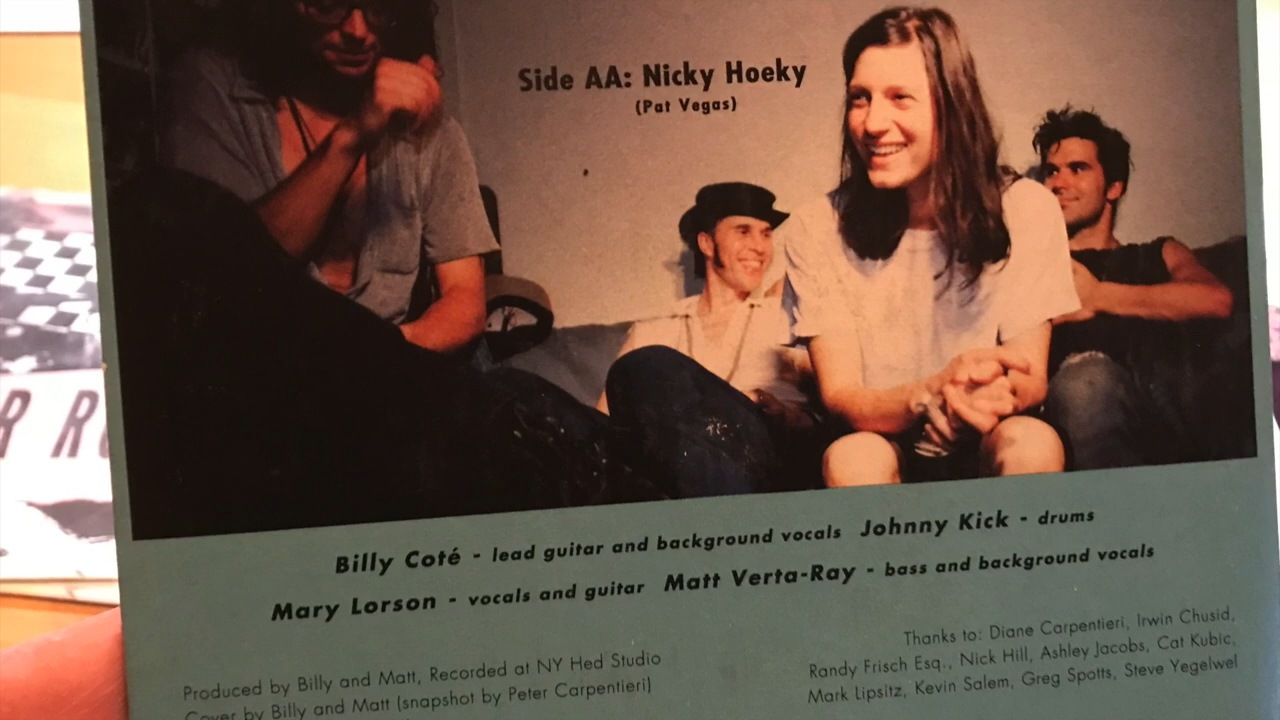 Side AA: Nicky Hoeky
(Pat Vegas)
Billy Coté - lead guitar and background vocals Johnny Kick - drums
Mary Lorson - vocals and guitar Matt Verta-Ray - bass and background vocals
Produced by Billy and Matt, Recorded at NY Hed Studio
Cover by Billy and Matt (snapshot by Peter Carpentieri)
Thanks to: Diane Carpentieri, Irwin Chusid,
Randy Frisch Esq., Nick Hill, Ashley Jacobs, Cat Kubic,
Mark Lipsitz, Kevin Salem, Greg Spotts, Steve Yegelwel